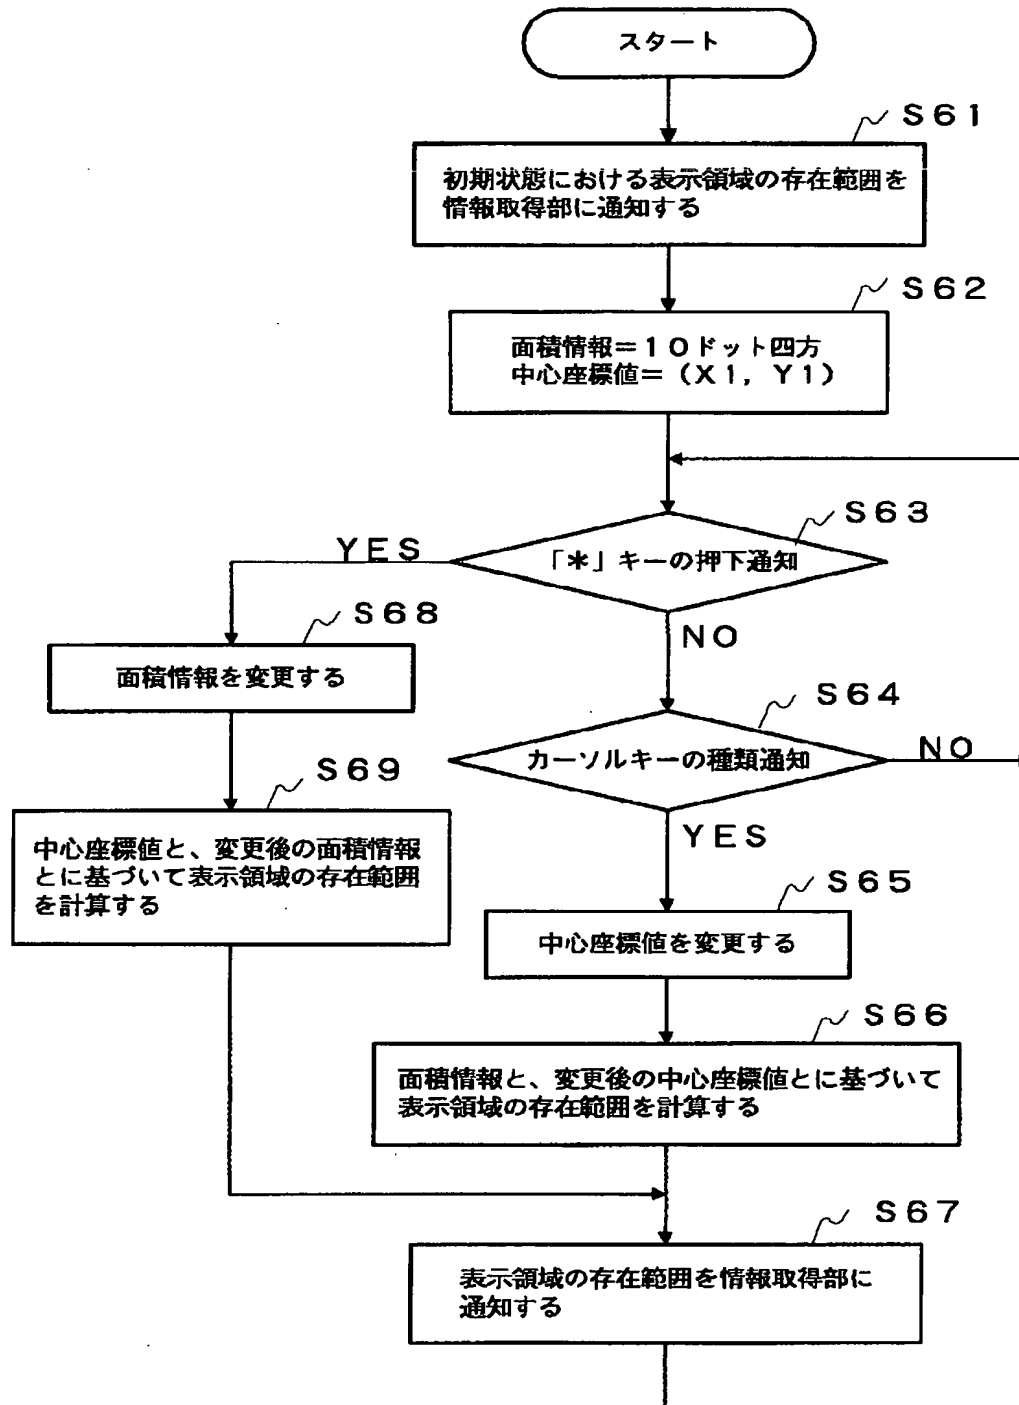 スタート
S61
初期状態における表示領域の存在範囲を
情報取得部に通知する
S62
面積情報=10ドット四方
中心座標値=(X1,Y1)
S63
「*」キーの押下通知
YES
NO
S68
面積情報を変更する
S64
カーソルキーの種類通知
NO
YES
S69
中心座標値と、変更後の面積情報
とに基づいて表示領域の存在範囲
を計算する
S65
中心座標値を変更する
S66
面積情報と、変更後の中心座標値とに基づいて
表示領域の存在範囲を計算する
S67
表示領域の存在範囲を情報取得部に
通知する